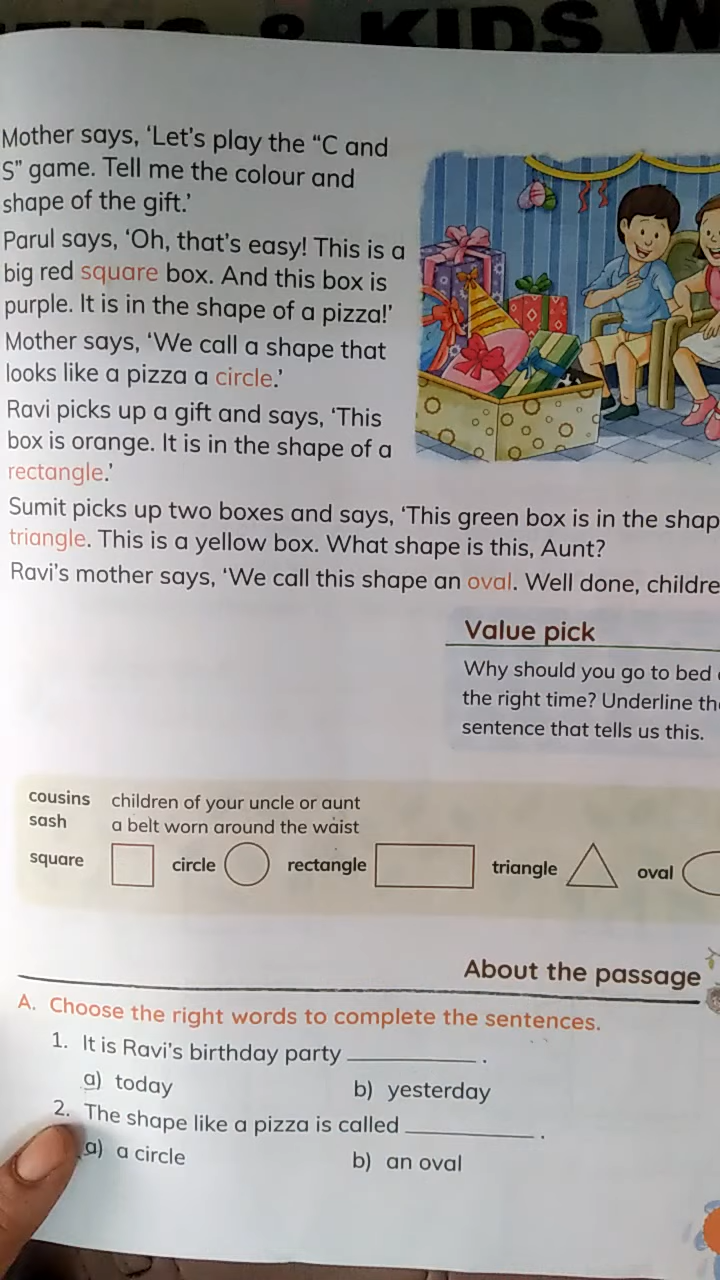 & KIDS W
Mother says, ‘Let’s play the “C and
S” game. Tell me the colour and
shape of the gift.’
Parul says, ‘Oh, that’s easy! This is a
big red square box. And this box is
purple. It is in the shape of a pizza!’
Mother says, ‘We call a shape that
looks like a pizza a circle.’
Ravi picks up a gift and says, ‘This
box is orange. It is in the shape of a
rectangle.’
Sumit picks up two boxes and says, ‘This green box is in the shap
triangle. This is a yellow box. What shape is this, Aunt?
Ravi’s mother says, ‘We call this shape an oval. Well done, childre
Value pick
Why should you go to bed
the right time? Underline th
sentence that tells us this.
cousins children of your uncle or aunt
sash a belt worn around the waist
square circle rectangle triangle oval
About the passage
A. Choose the right words to complete the sentences.
1. It is Ravi’s birthday party ____________ .
a) today b) yesterday
2. The shape like a pizza is called ____________ .
a) a circle b) an oval